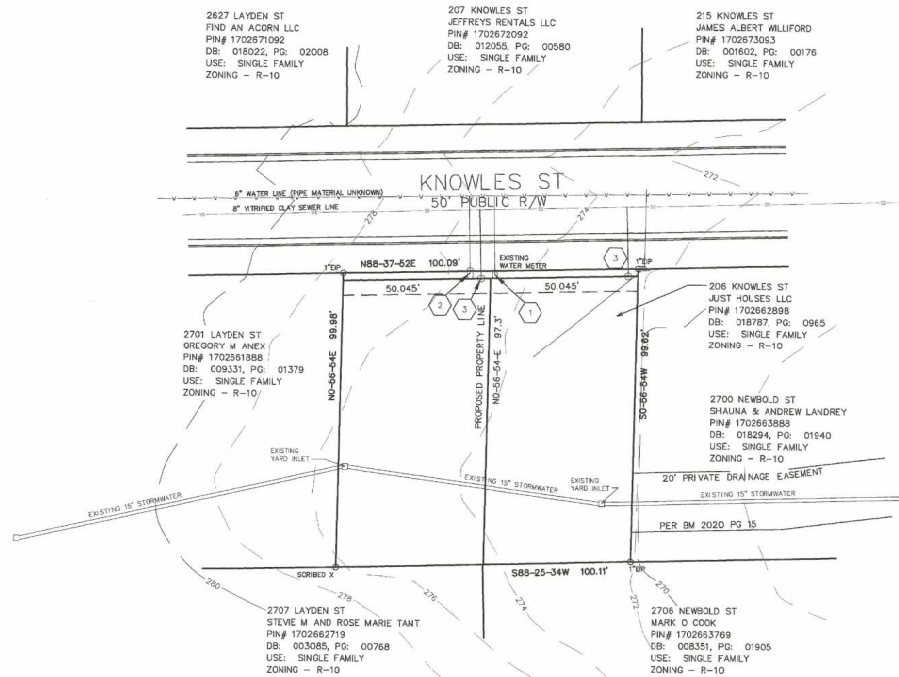 2627 LAYDEN ST
FIND AN ACORN LLC
PIN# 1702671092
DB: 018022, PG: 02008
USE: SINGLE FAMILY
ZONING - R-10
207 KNOWLES ST
JEFFREYS RENTALS LLC
PIN# 1702672092
DB: 012055, PG: 00580
USE: SINGLE FAMILY
ZONING - R-10
215 KNOWLES ST
JAMES ALBERT WILLIFORD
PIN# 1702673093
DB: 001602, PG: 00176
USE: SINGLE FAMILY
ZONING - R-10
272
KNOWLES ST
6" WATER LINE (PIPE MATERIAL UNKNOWN)
50' PUBLIC R/W
8" VITRIFIED CLAY SEWER LINE
278
274
1"EIP
N88-37-52E 100.09'
EXISTING
WATER METER
3
1"EIP
50.045'
50.045'
2
3
1
206 KNOWLES ST
JUST HOUSES LLC
PIN# 1702662898
DB: 018787, PG: 0965
USE: SINGLE FAMILY
ZONING - R-10
2701 LAYDEN ST
GREGORY M ANEX
PIN# 1702661888
DB: 009331, PG: 01379
USE: SINGLE FAMILY
ZONING - R-10
N0-56-54E 99.98'
PROPOSED PROPERTY LINE
N0-56-54-E 97.3'
S0-56-54W 99.62'
2700 NEWBOLD ST
SHAUNA & ANDREW LANDREY
PIN# 1702663888
DB: 018294, PG: 01940
USE: SINGLE FAMILY
ZONING - R-10
EXISTING
YARD INLET
EXISTING 15" STORMWATER
EXISTING 15" STORMWATER
EXISTING
YARD INLET
20' PRIVATE DRAINAGE EASEMENT
EXISTING 15" STORMWATER
PER BM 2020 PG 15
SCRIBED X
S88-25-34W 100.11'
280
278
276
274
272
270
2707 LAYDEN ST
STEVIE M AND ROSE MARIE TANT
PIN# 1702662719
DB: 003085, PG: 00768
USE: SINGLE FAMILY
ZONING - R-10
2706 NEWBOLD ST
MARK O COOK
PIN# 1702663769
DB: 008351, PG: 01905
USE: SINGLE FAMILY
ZONING - R-10